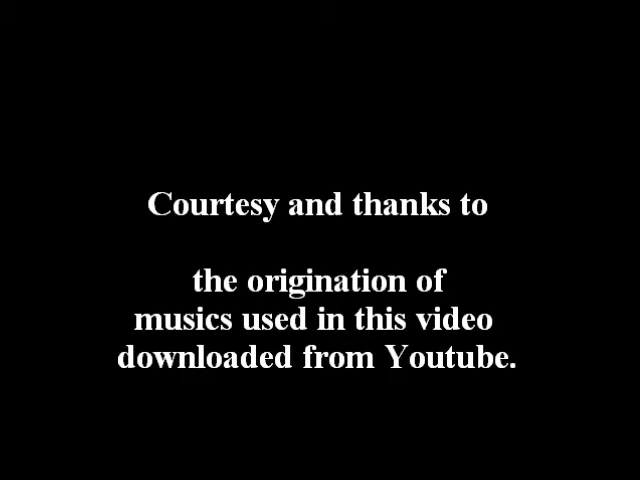 Courtesy and thanks to
the origination of
musics used in this video
downloaded from Youtube.